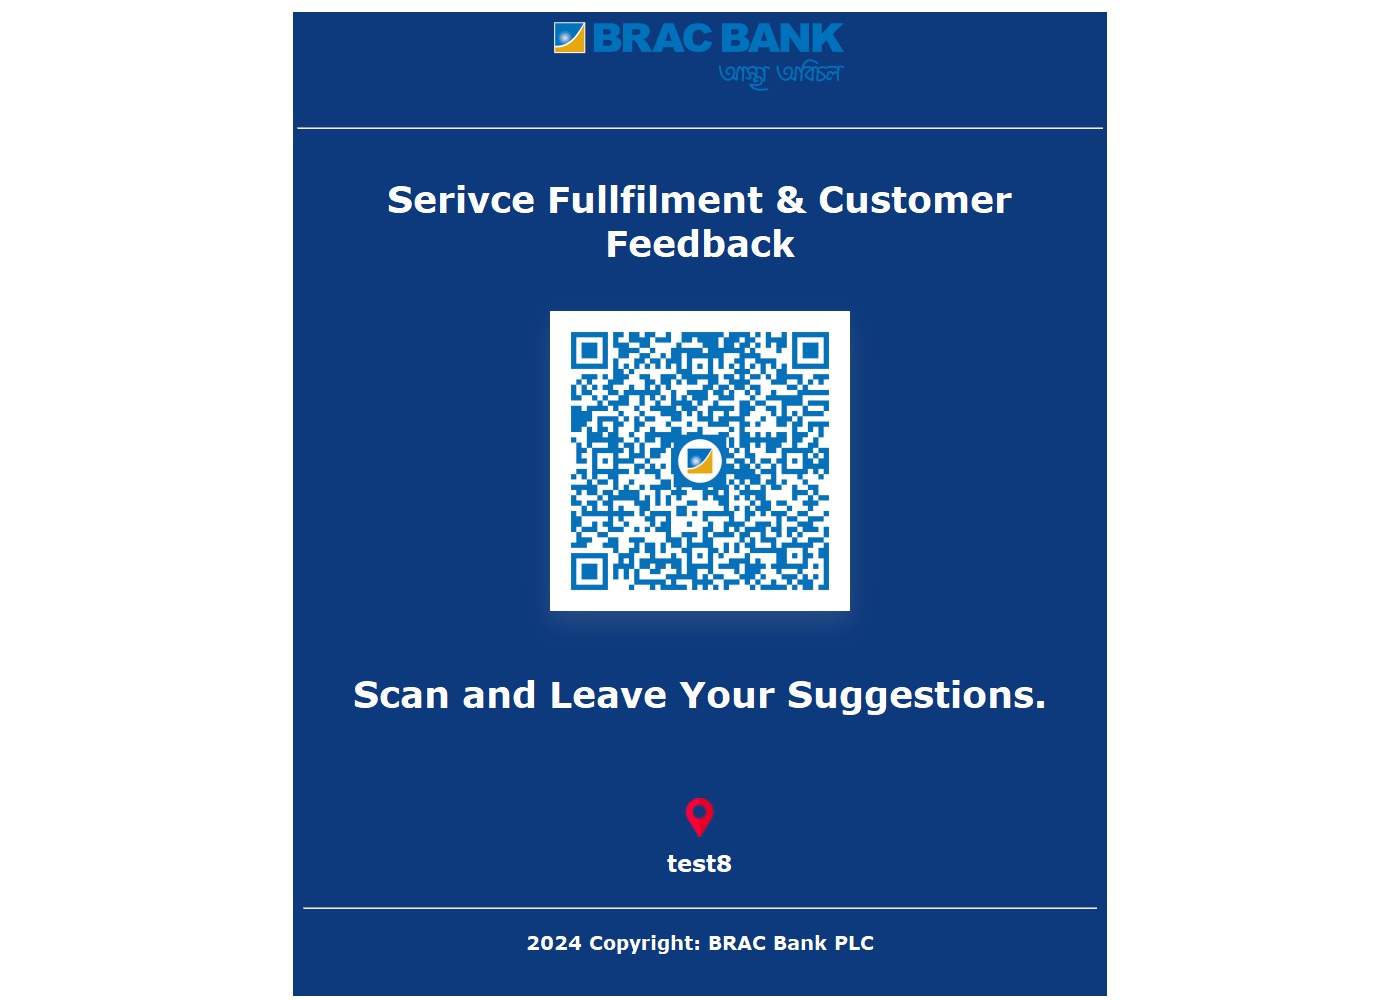 BRAC BANK
আস্থা অবিচল
Serivce Fullfilment & Customer
Feedback
Scan and Leave Your Suggestions.
test8
2024 Copyright: BRAC Bank PLC